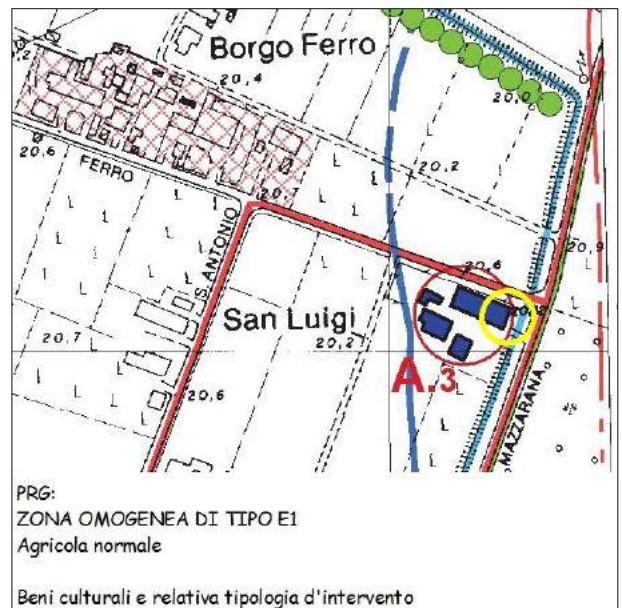 Borgo Ferro
20,4
20,0
20,2
20,6
FERRO
20,7
20,9
S. ANTONIO
20,6
San Luigi
20,7
20,2
A.3
MAZZARANA
20,6
PRG:
ZONA OMOGENEA DI TIPO E1
Agricola normale
Beni culturali e relativa tipologia d'intervento